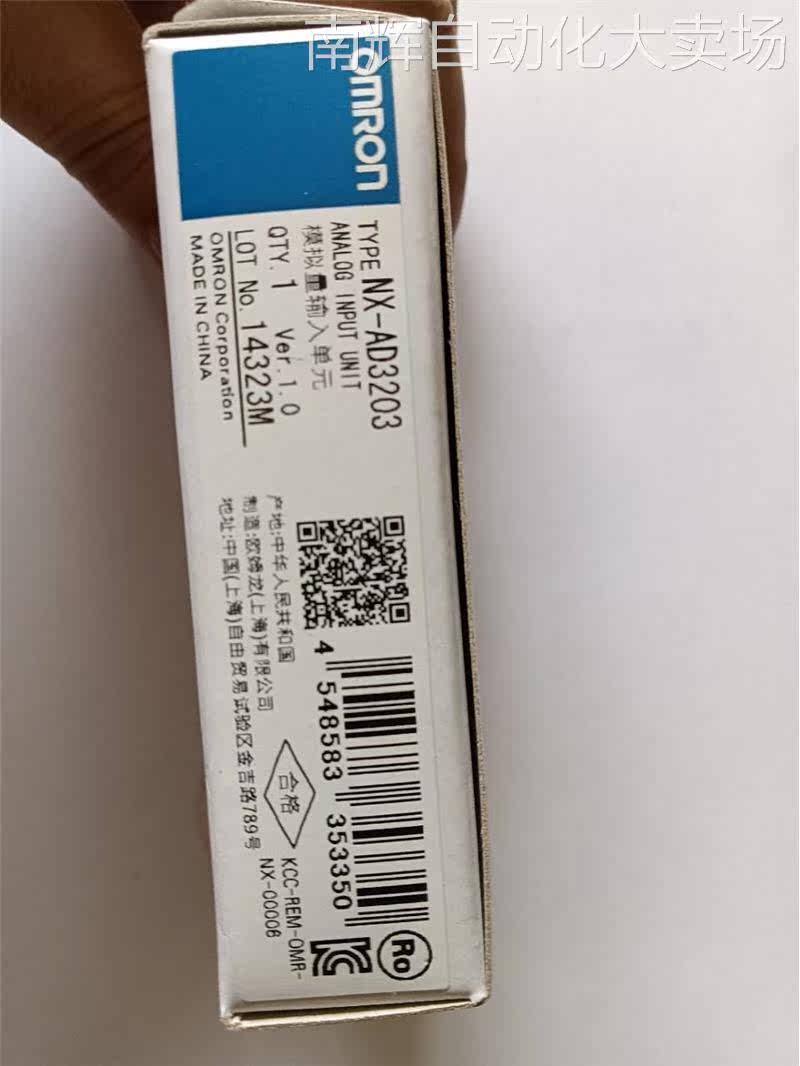 南辉自动化大卖场
OMRON
TYPE NX-AD3203
ANALOG INPUT UNIT
模拟量输入单元
QTY. 1 Ver.1.0
LOT No. 14323M
OMRON Corporation
MADE IN CHINA
产地:中华人民共和国
制造:欧姆龙(上海)有限公司
地址:中国(上海)自由贸易试验区金吉路789号
4 548583 353350
合格
KCC-REM-OMR-
NX-00006
Ro